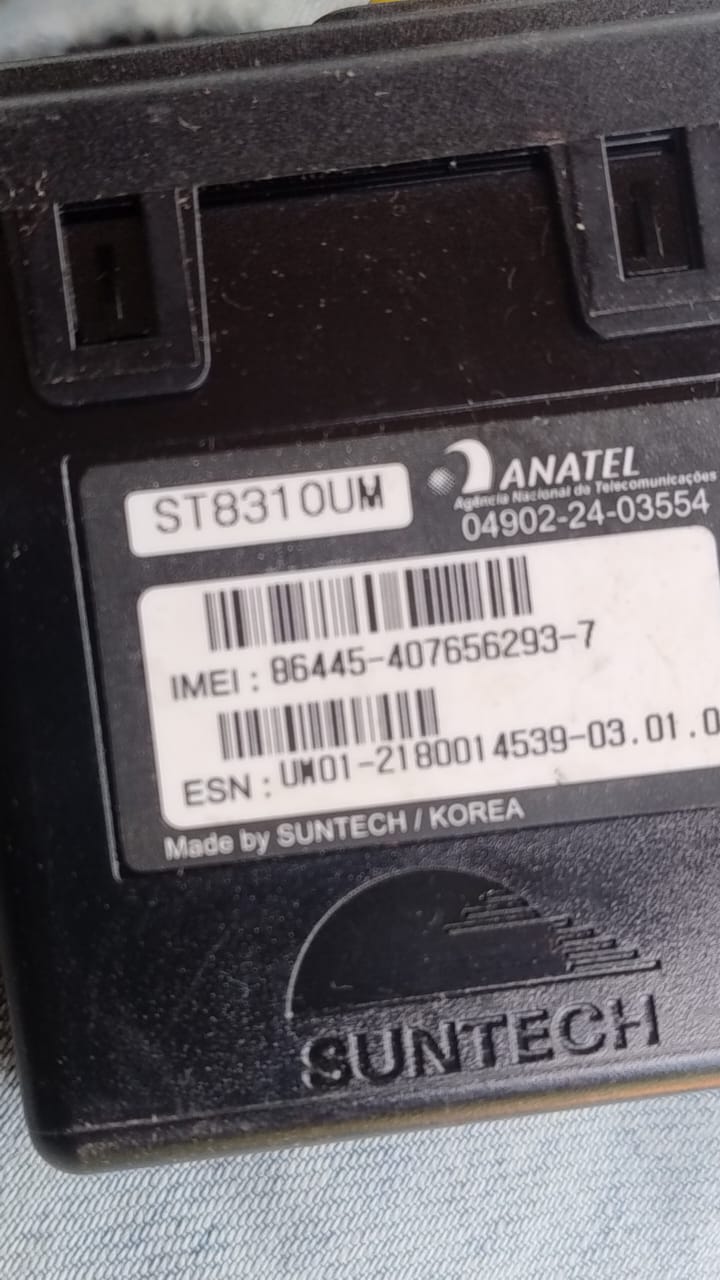 ST8310UM
ANATEL
Agência Nacional de Telecomunicações
04902-24-03554
IMEI : 86445-407656293-7
ESN : UM01-2180014539-03.01.0
Made by SUNTECH / KOREA
SUNTECH